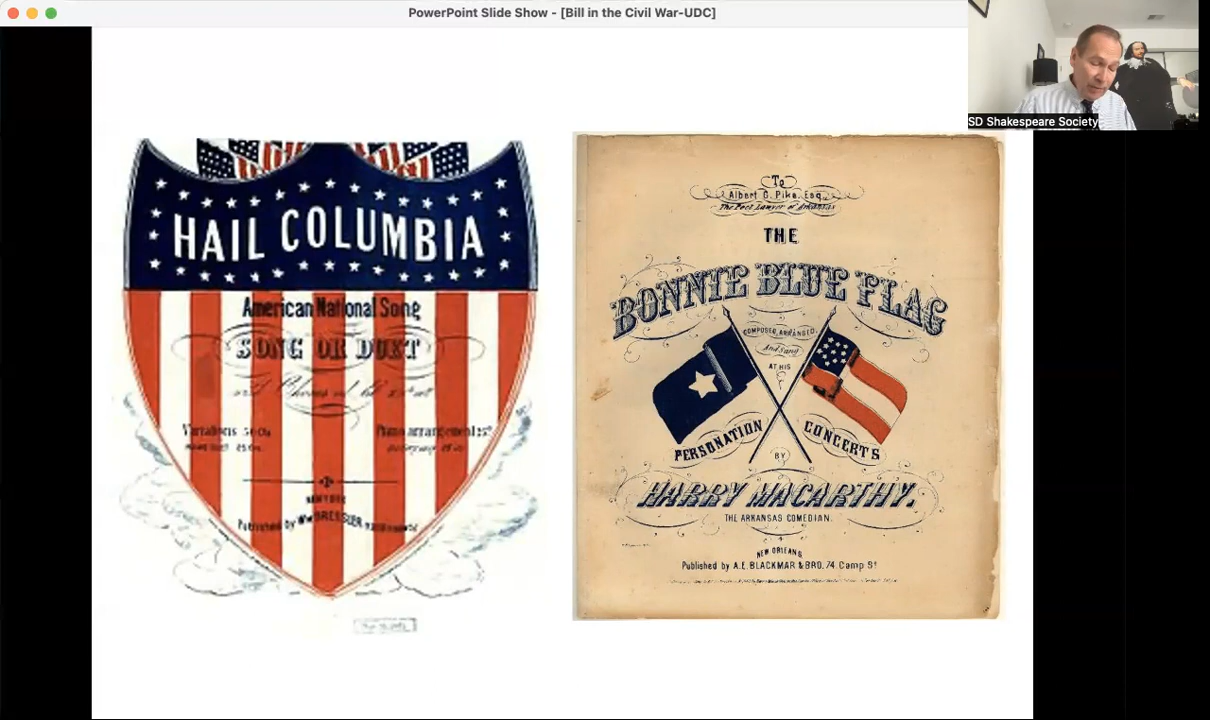 PowerPoint Slide Show - [Bill in the Civil War-UDC]
SD Shakespeare Society
HAIL COLUMBIA
American National Song
SONG OR DUET
NEW YORK
Published by Wm BRESSLER
To
Albert G. Pike, Esq
The Poet Lawyer of Arkansas
THE
BONNIE BLUE FLAG
COMPOSED, ARRANGED,
And Sung
AT HIS
PERSONATION CONCERTS
BY
HARRY MACARTHY.
THE ARKANSAS COMEDIAN.
NEW ORLEANS
Published by A.E. BLACKMAR & BRO. 74 Camp St